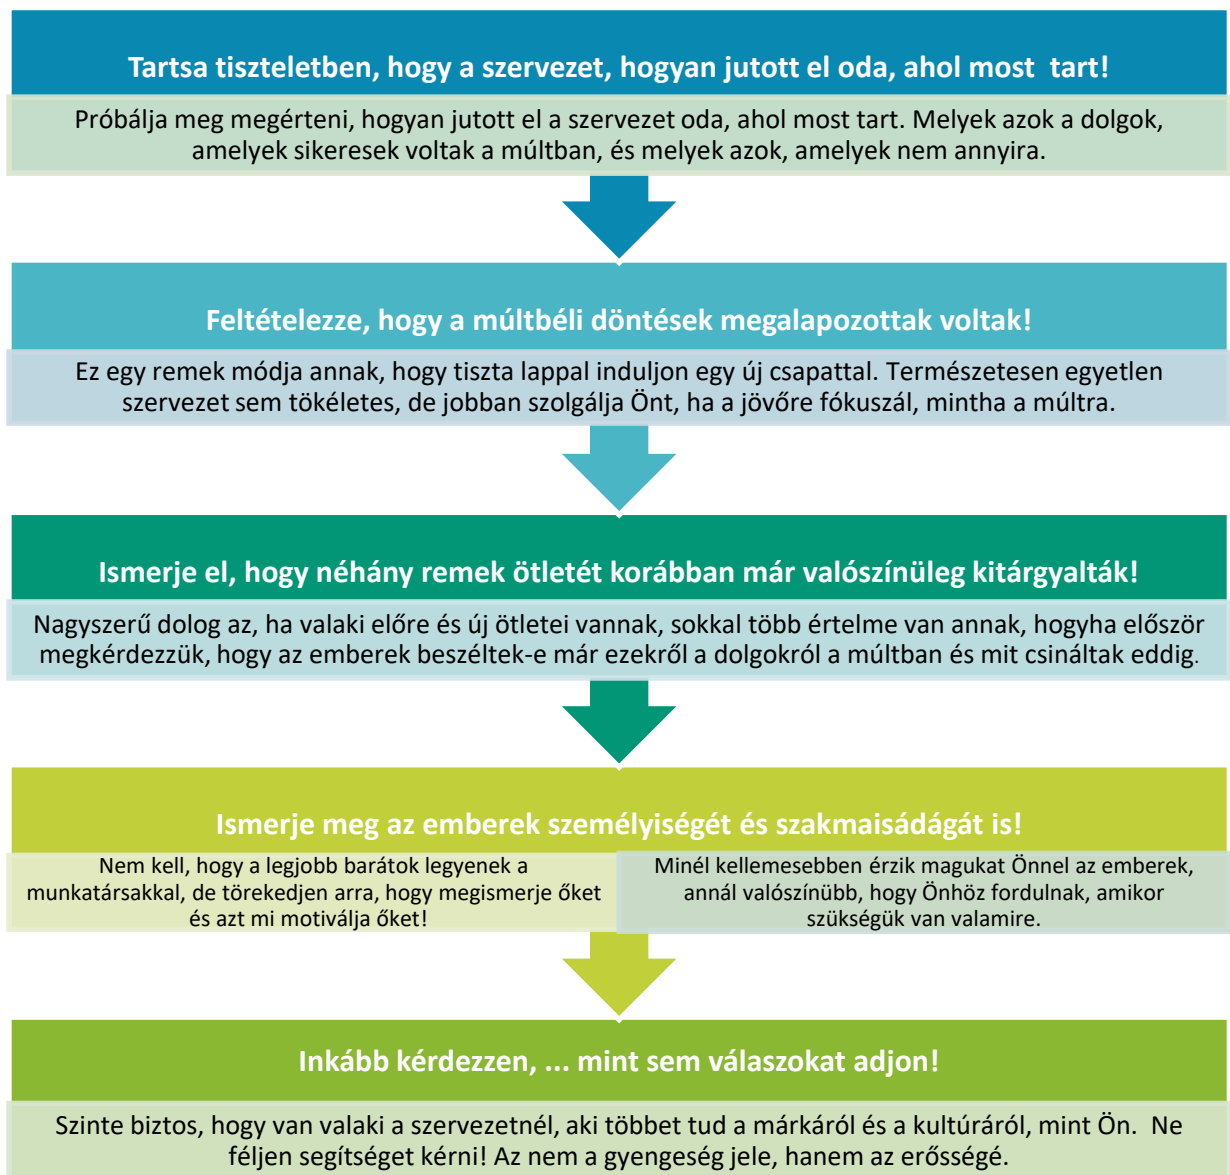 Tartsa tiszteletben, hogy a szervezet, hogyan jutott el oda, ahol most tart!
Próbálja meg megérteni, hogyan jutott el a szervezet oda, ahol most tart. Melyek azok a dolgok,
amelyek sikeresek voltak a múltban, és melyek azok, amelyek nem annyira.
Feltételezze, hogy a múltbéli döntések megalapozottak voltak!
Ez egy remek módja annak, hogy tiszta lappal induljon egy új csapattal. Természetesen egyetlen
szervezet sem tökéletes, de jobban szolgálja Önt, ha a jövőre fókuszál, mintha a múltra.
Ismerje el, hogy néhány remek ötletét korábban már valószínüleg kitárgyalták!
Nagyszerű dolog az, ha valaki előre és új ötletei vannak, sokkal több értelme van annak, hogyha először
megkérdezzük, hogy az emberek beszéltek-e már ezekről a dolgokról a múltban és mit csináltak eddig.
Ismerje meg az emberek személyiségét és szakmaisádágát is!
Nem kell, hogy a legjobb barátok legyenek a
munkatársakkal, de törekedjen arra, hogy megismerje őket
és azt mi motiválja őket!
Minél kellemesebben érzik magukat Önnel az emberek,
annál valószínübb, hogy Önhöz fordulnak, amikor
szükségük van valamire.
Inkább kérdezzen, ... mint sem válaszokat adjon!
Szinte biztos, hogy van valaki a szervezetnél, aki többet tud a márkáról és a kultúráról, mint Ön. Ne
féljen segítséget kérni! Az nem a gyengeség jele, hanem az erősségé.